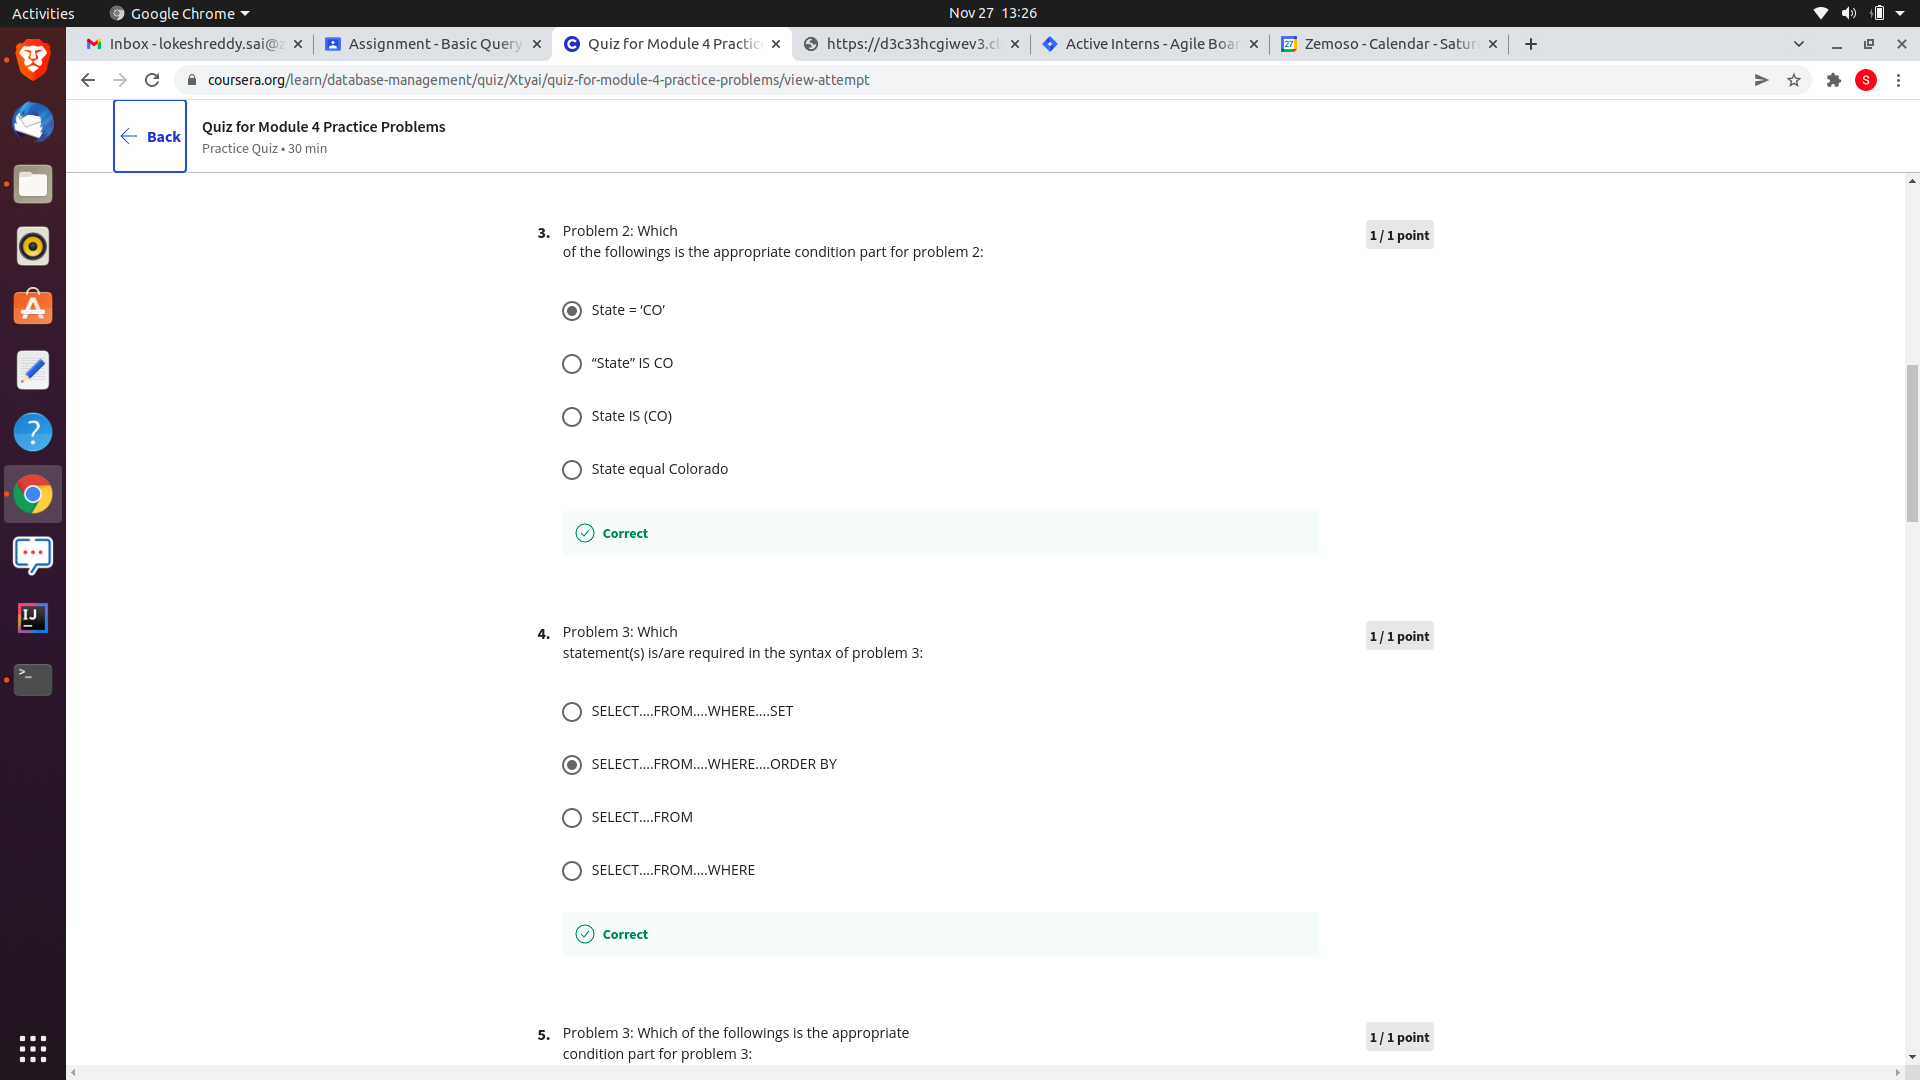 Activities
Google Chrome
Nov 27 13:26
Inbox - lokeshreddy.sai@z
Assignment - Basic Query
Quiz for Module 4 Practic
https://d3c33hcgiwev3.cl
Active Interns - Agile Boar
27
Zemoso - Calendar - Satur
coursera.org/learn/database-management/quiz/Xtyai/quiz-for-module-4-practice-problems/view-attempt
S
Back
Quiz for Module 4 Practice Problems
Practice Quiz • 30 min
3.
Problem 2: Which
of the followings is the appropriate condition part for problem 2:
1 / 1 point
State = ‘CO’
“State” IS CO
State IS (CO)
State equal Colorado
Correct
4.
Problem 3: Which
statement(s) is/are required in the syntax of problem 3:
1 / 1 point
SELECT....FROM....WHERE....SET
SELECT....FROM....WHERE....ORDER BY
SELECT....FROM
SELECT....FROM....WHERE
Correct
5.
Problem 3: Which of the followings is the appropriate
condition part for problem 3:
1 / 1 point
IJ